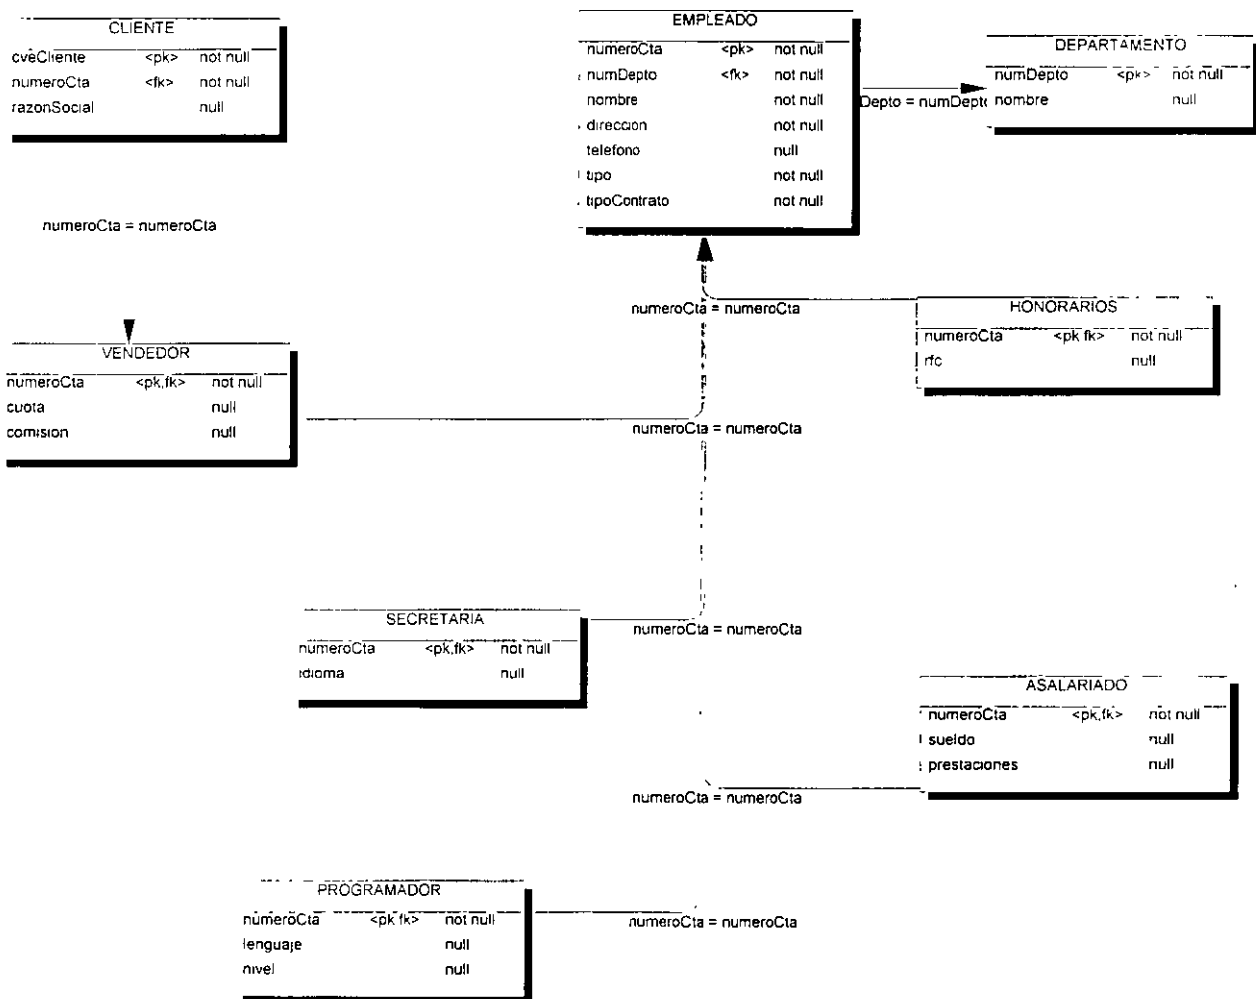 CLIENTE
cveCliente <pk> not null
numeroCta <fk> not null
razonSocial null
EMPLEADO
numeroCta <pk> not null
numDepto <fk> not null
nombre not null
direccion not null
telefono null
tipo not null
tipoContrato not null
Depto = numDepto
DEPARTAMENTO
numDepto <pk> not null
nombre null
numeroCta = numeroCta
numeroCta = numeroCta
HONORARIOS
numeroCta <pk fk> not null
rfc null
VENDEDOR
numeroCta <pk,fk> not null
cuota null
comision null
numeroCta = numeroCta
SECRETARIA
numeroCta <pk,fk> not null
idioma null
numeroCta = numeroCta
ASALARIADO
numeroCta <pk,fk> not null
sueldo null
prestaciones null
numeroCta = numeroCta
PROGRAMADOR
numeroCta <pk fk> not null
lenguaje null
nivel null
numeroCta = numeroCta